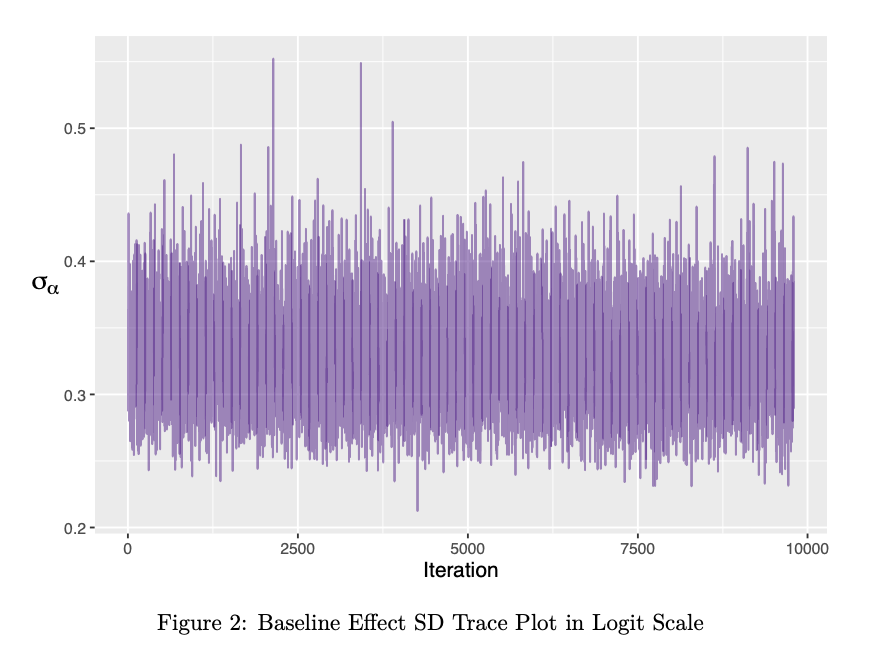 0.5
0.4
σα
0.3
0.2
0 2500 5000 7500 10000
Iteration
Figure 2: Baseline Effect SD Trace Plot in Logit Scale